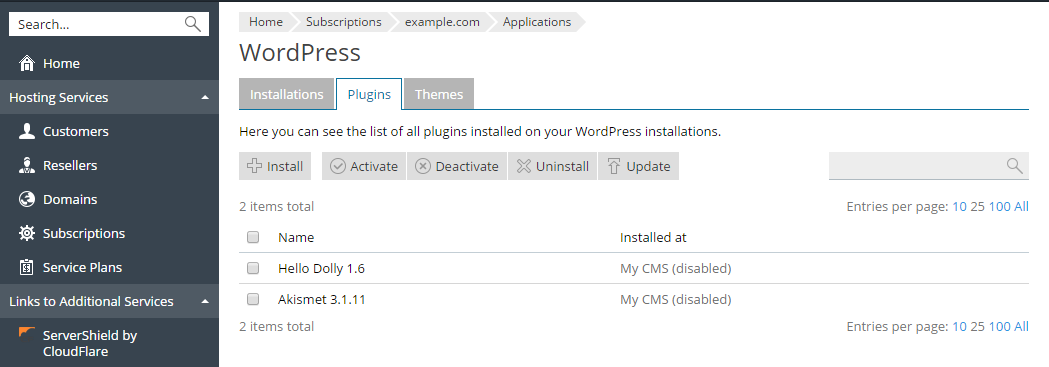 Search...
Home
Hosting Services
Customers
Resellers
Domains
Subscriptions
Service Plans
Links to Additional Services
ServerShield by
CloudFlare
Home Subscriptions example.com Applications
WordPress
Installations Plugins Themes
Here you can see the list of all plugins installed on your WordPress installations.
Install Activate Deactivate Uninstall Update
2 items total Entries per page: 10 25 100 All
Name Installed at
Hello Dolly 1.6 My CMS (disabled)
Akismet 3.1.11 My CMS (disabled)
2 items total Entries per page: 10 25 100 All